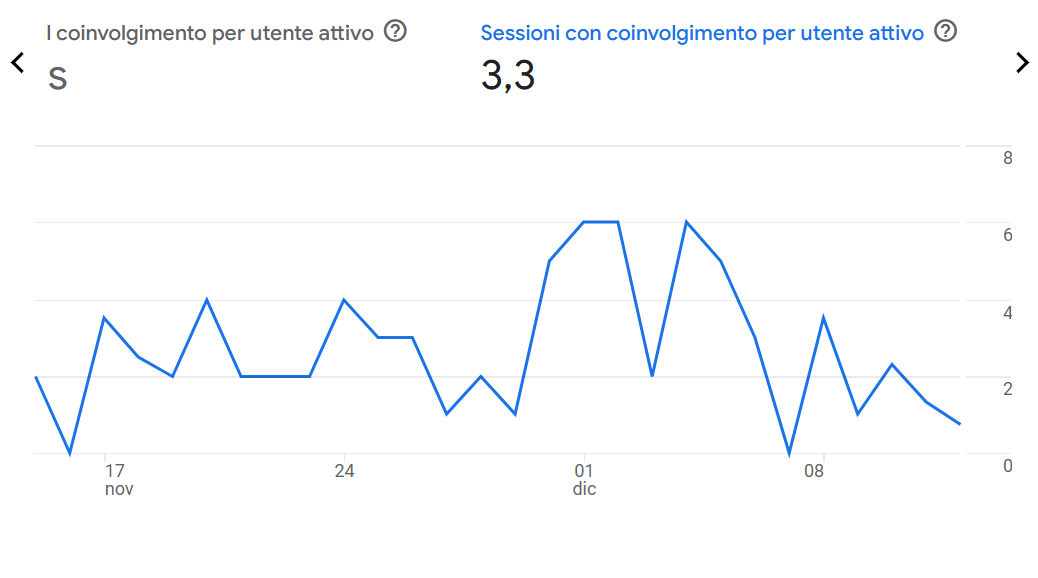 l coinvolgimento per utente attivo
Sessioni con coinvolgimento per utente attivo
s
3,3
8
6
4
2
0
17
nov
24
01
dic
08